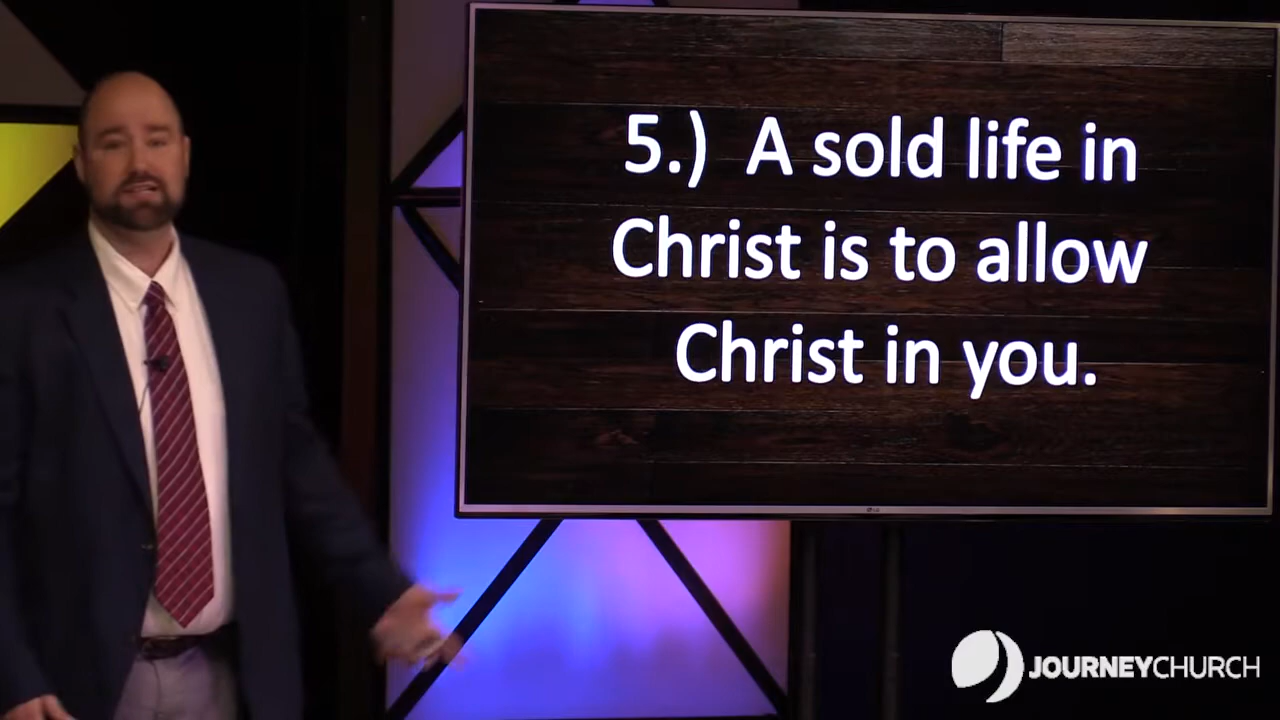 5.) A sold life in
Christ is to allow
Christ in you.
JOURNEYCHURCH